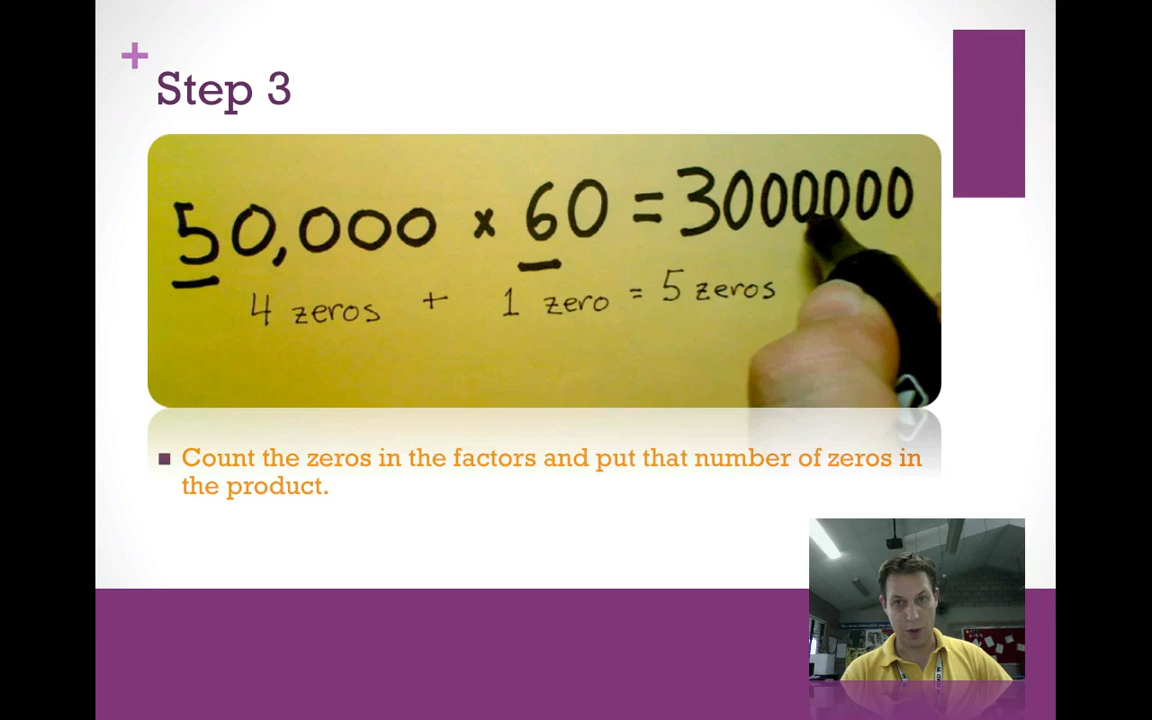 +
Step 3
50,000 × 60 = 3000000
4 zeros + 1 zero = 5 zeros
Count the zeros in the factors and put that number of zeros in
the product.